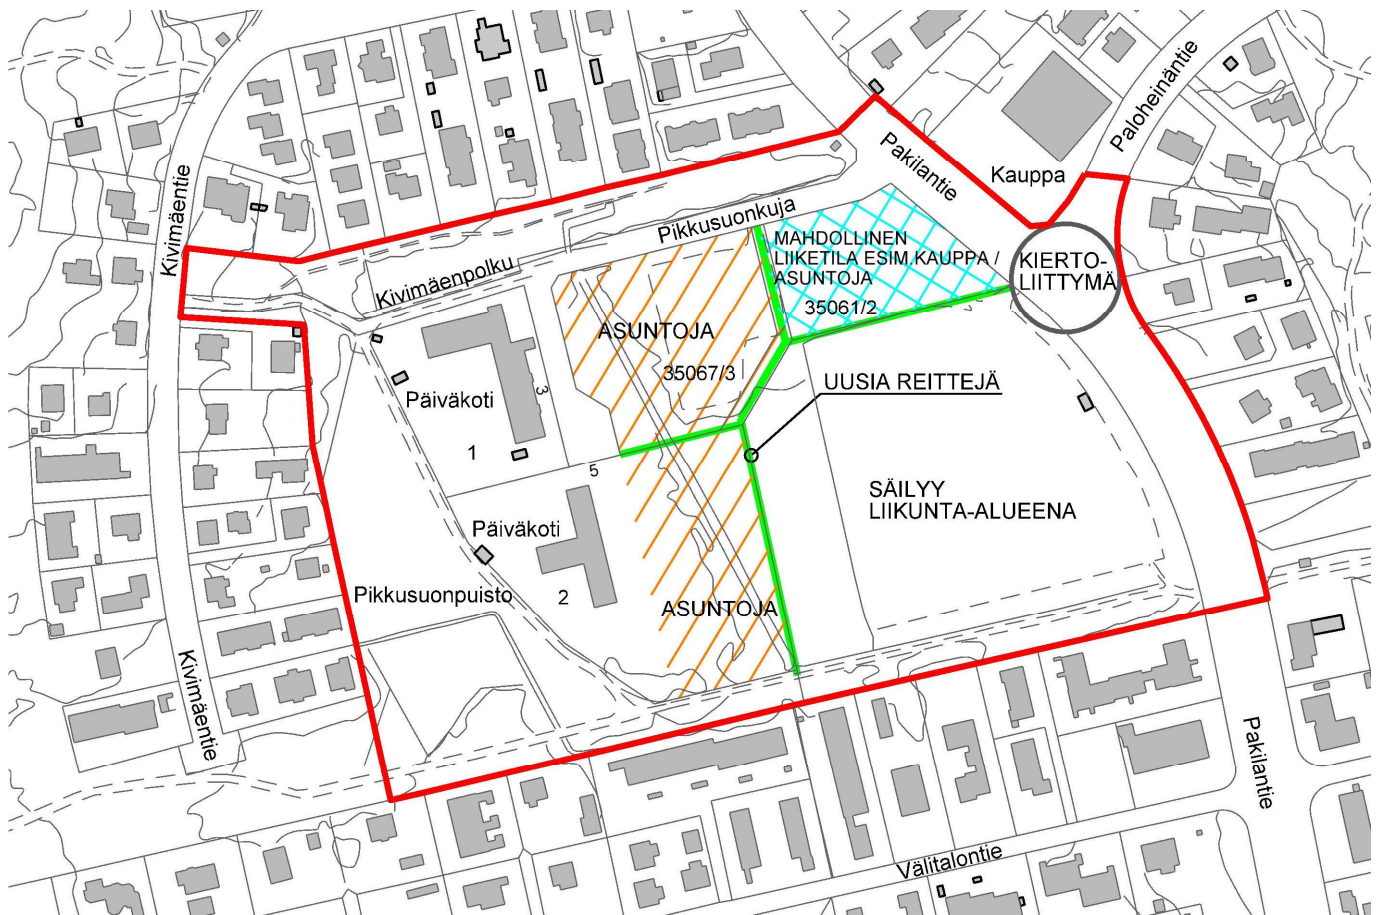 Paloheinäntie
Pakilantie
Kauppa
Kivimäentie
Pikkusuonkuja
Kivimäenpolku
MAHDOLLINEN
LIIKETILA ESIM.KAUPPA /
ASUNTOJA
35061/2
KIERTO-
LIITTYMÄ
ASUNTOJA
35067/3
UUSIA REITTEJÄ
Päiväkoti
3
1
5
SÄILYY
LIIKUNTA-ALUEENA
Päiväkoti
2
Pikkusuonpuisto
ASUNTOJA
Kivimäentie
Pakilantie
Välitalontie